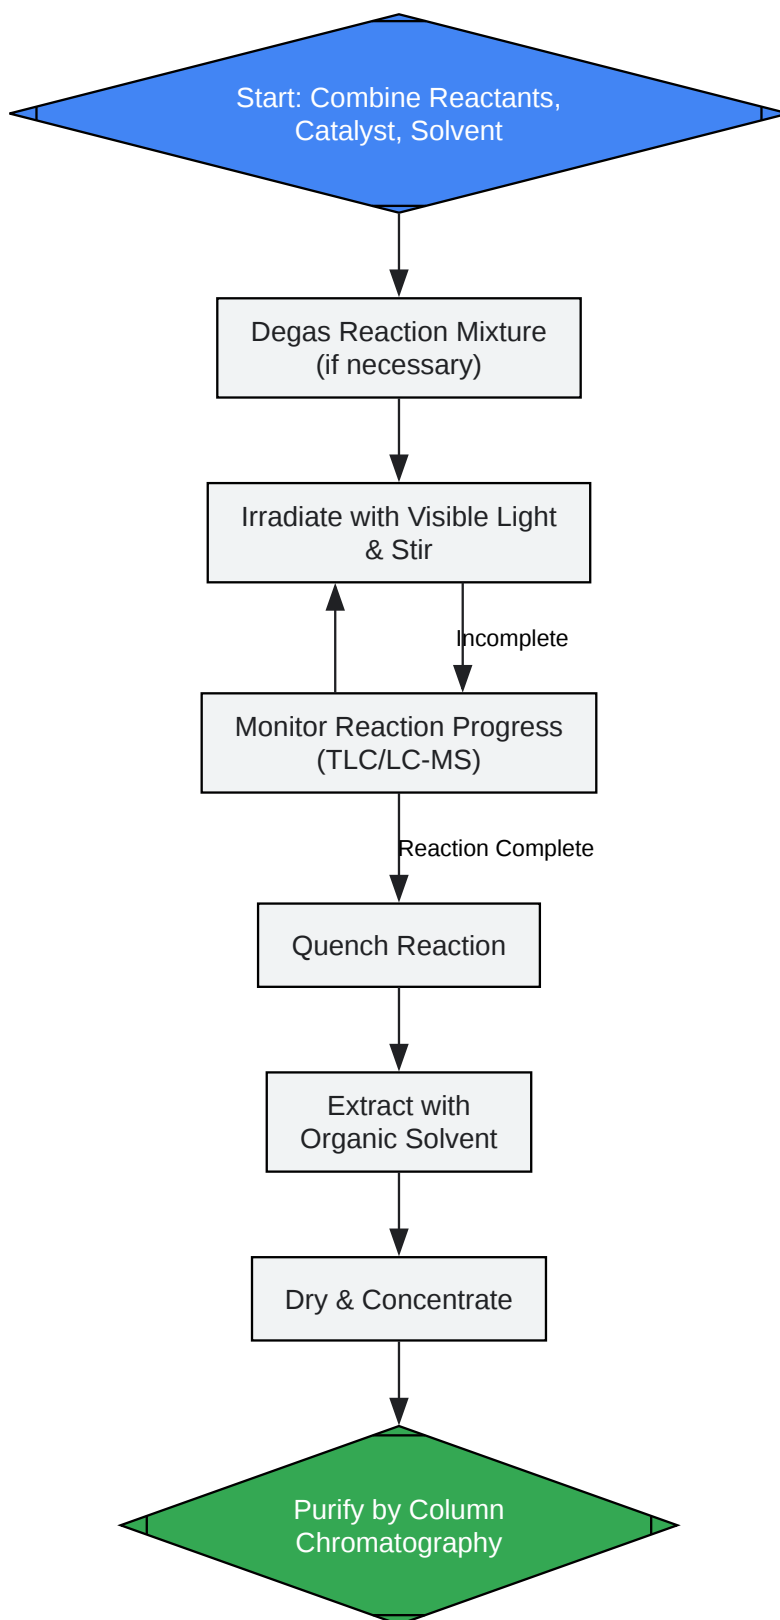 Start: Combine Reactants,
Catalyst, Solvent
Degas Reaction Mixture
(if necessary)
Irradiate with Visible Light
& Stir
Incomplete
Monitor Reaction Progress
(TLC/LC-MS)
Reaction Complete
Quench Reaction
Extract with
Organic Solvent
Dry & Concentrate
Purify by Column
Chromatography